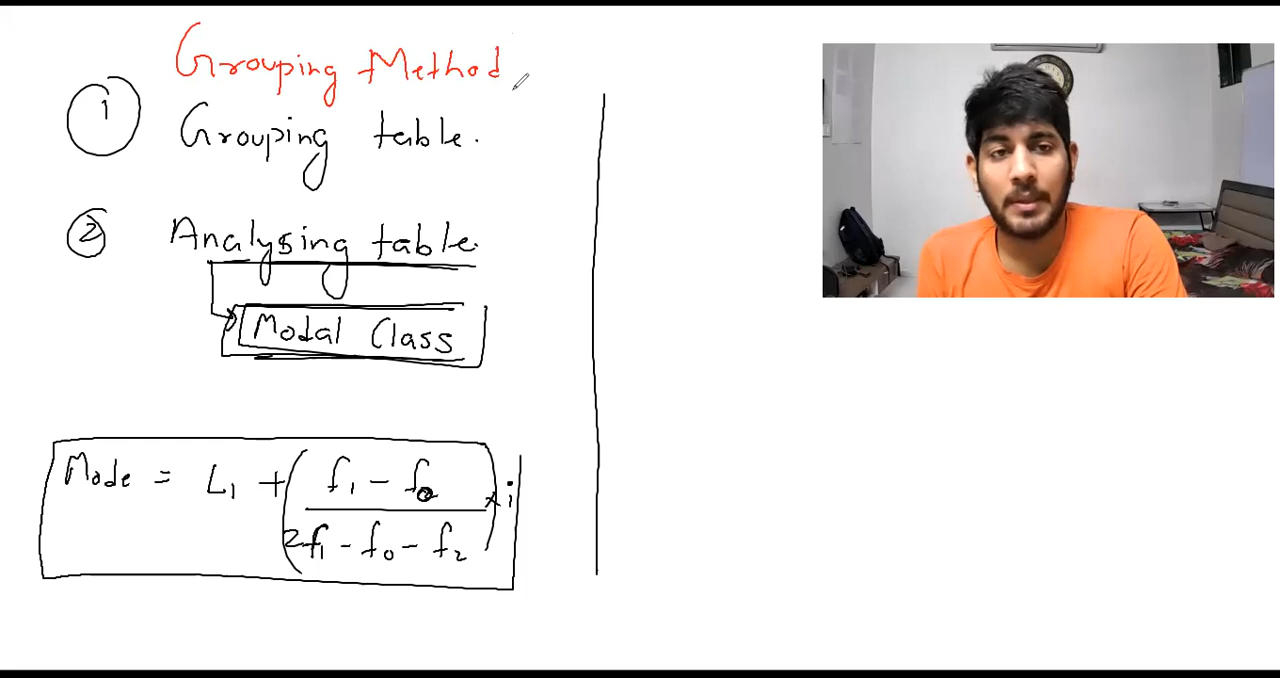 Grouping Method
1 Grouping table.
2 Analysing table.
Modal Class
Mode = L₁ + (f₁ - f₀ / 2f₁ - f₀ - f₂) × i